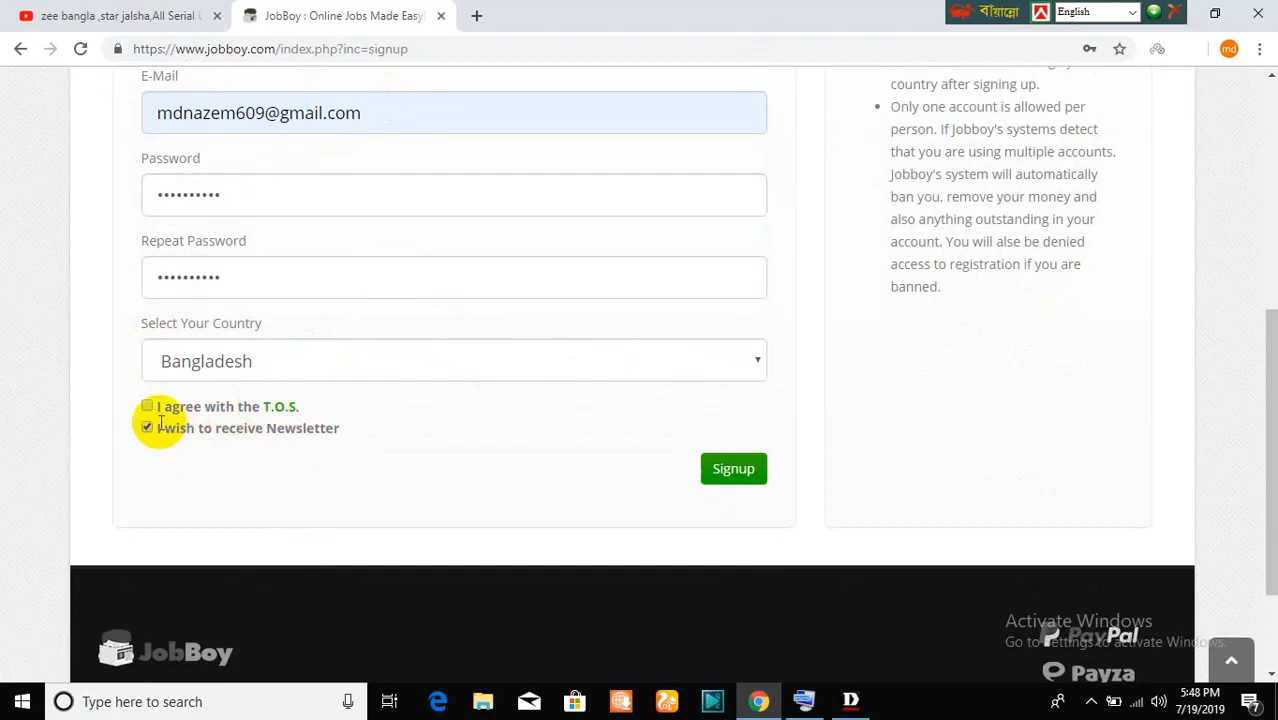 zee bangla ,star jalsha,All Serial
JobBoy: Online Jobs Made Easy
বায়ান্নো
English
https://www.jobboy.com/index.php?inc=signup
md
E-Mail
mdnazem609@gmail.com
Password
••••••••••
Repeat Password
••••••••••
Select Your Country
Bangladesh
I agree with the T.O.S.
I wish to receive Newsletter
Signup
country after signing up.
Only one account is allowed per
person. If Jobboy's systems detect
that you are using multiple accounts.
Jobboy's system will automatically
ban you, remove your money and
also anything outstanding in your
account. You will alse be denied
access to registration if you are
banned.
JobBoy
PayPal
Payza
Activate Windows
Go to Settings to activate Windows.
Type here to search
5:48 PM
7/19/2019
7